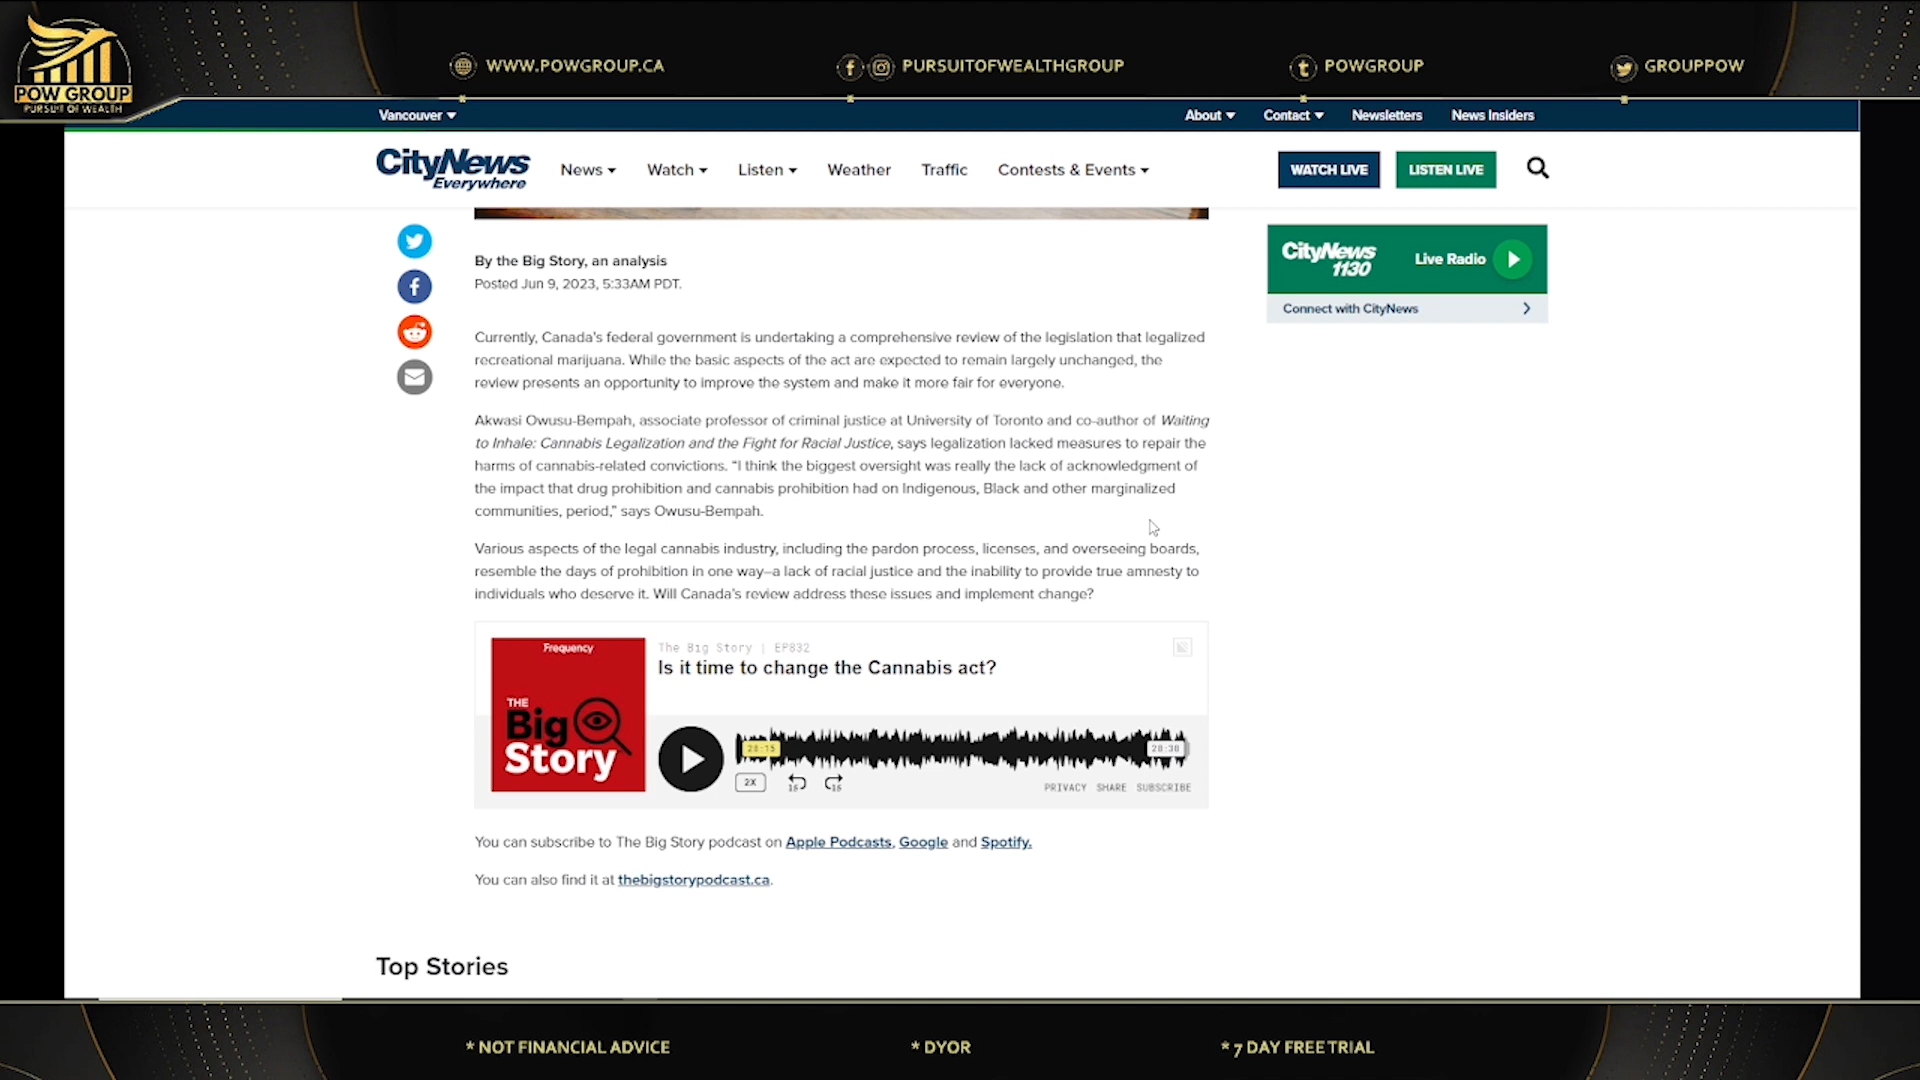 POW GROUP
PURSUIT OF WEALTH
WWW.POWGROUP.CA
PURSUITOFWEALTHGROUP
POWGROUP
GROUPPOW
Vancouver
About
Contact
Newsletters
News Insiders
CityNews
Everywhere
News
Watch
Listen
Weather
Traffic
Contests & Events
WATCH LIVE
LISTEN LIVE
CityNews
1130
Live Radio
Connect with CityNews
By the Big Story, an analysis
Posted Jun 9, 2023, 5:33AM PDT.
Currently, Canada's federal government is undertaking a comprehensive review of the legislation that legalized
recreational marijuana. While the basic aspects of the act are expected to remain largely unchanged, the
review presents an opportunity to improve the system and make it more fair for everyone.
Akwasi Owusu-Bempah, associate professor of criminal justice at University of Toronto and co-author of Waiting
to Inhale: Cannabis Legalization and the Fight for Racial Justice, says legalization lacked measures to repair the
harms of cannabis-related convictions. “I think the biggest oversight was really the lack of acknowledgment of
the impact that drug prohibition and cannabis prohibition had on Indigenous, Black and other marginalized
communities, period,” says Owusu-Bempah.
Various aspects of the legal cannabis industry, including the pardon process, licenses, and overseeing boards,
resemble the days of prohibition in one way–a lack of racial justice and the inability to provide true amnesty to
individuals who deserve it. Will Canada's review address these issues and implement change?
Frequency
THE
Big
Story
The Big Story | EP832
Is it time to change the Cannabis act?
28:15
28:30
2X
15
15
PRIVACY SHARE SUBSCRIBE
You can subscribe to The Big Story podcast on Apple Podcasts, Google and Spotify.
You can also find it at thebigstorypodcast.ca.
Top Stories
* NOT FINANCIAL ADVICE
* DYOR
* 7 DAY FREE TRIAL